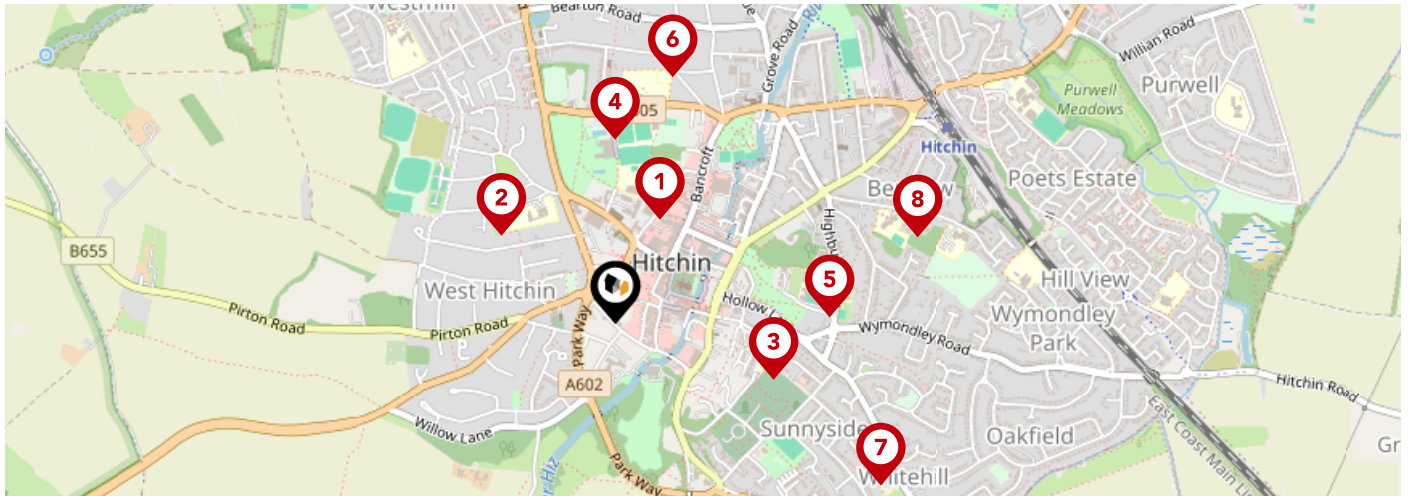 Westmill
Bearton Road
6
Grove Road
Willian Road
Purwell
Purwell
Meadows
4
Hitchin
Bancroft
1
Poets Estate
2
8
B655
Hitchin
Hill View
West Hitchin
5
Hollow
Wymondley
Park
Pirton Road
Pirton Road
Park Way
Wymondley Road
3
A602
Hitchin Road
Willow Lane
Sunnyside
Oakfield
7
Whitehill
Park Way
East Coast Main